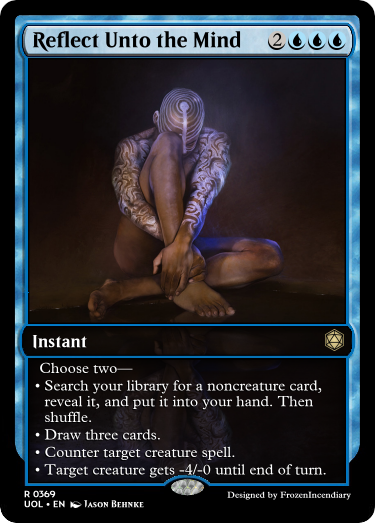 Reflect Unto the Mind 2
Instant
Choose two—
• Search your library for a noncreature card,
reveal it, and put it into your hand. Then
shuffle.
• Draw three cards.
• Counter target creature spell.
• Target creature gets -4/-0 until end of turn.
R 0369
UOL • EN Jason Behnke
Designed by FrozenIncendiary